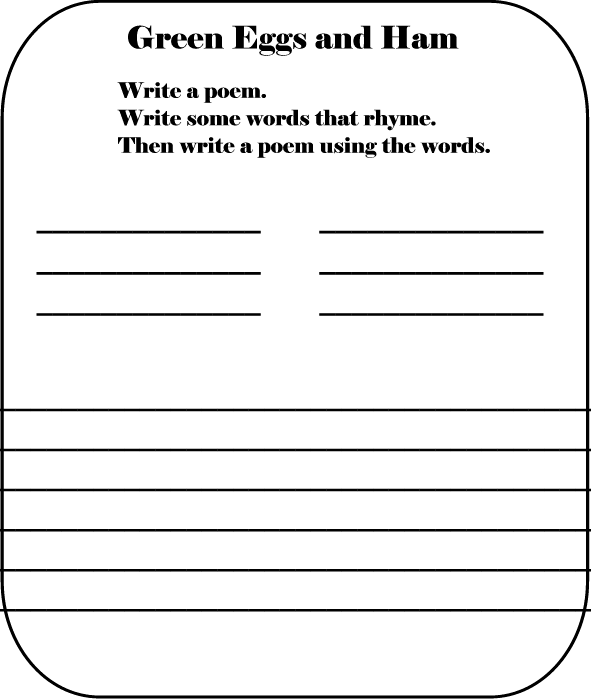 Green Eggs and Ham
Write a poem.
Write some words that rhyme.
Then write a poem using the words.